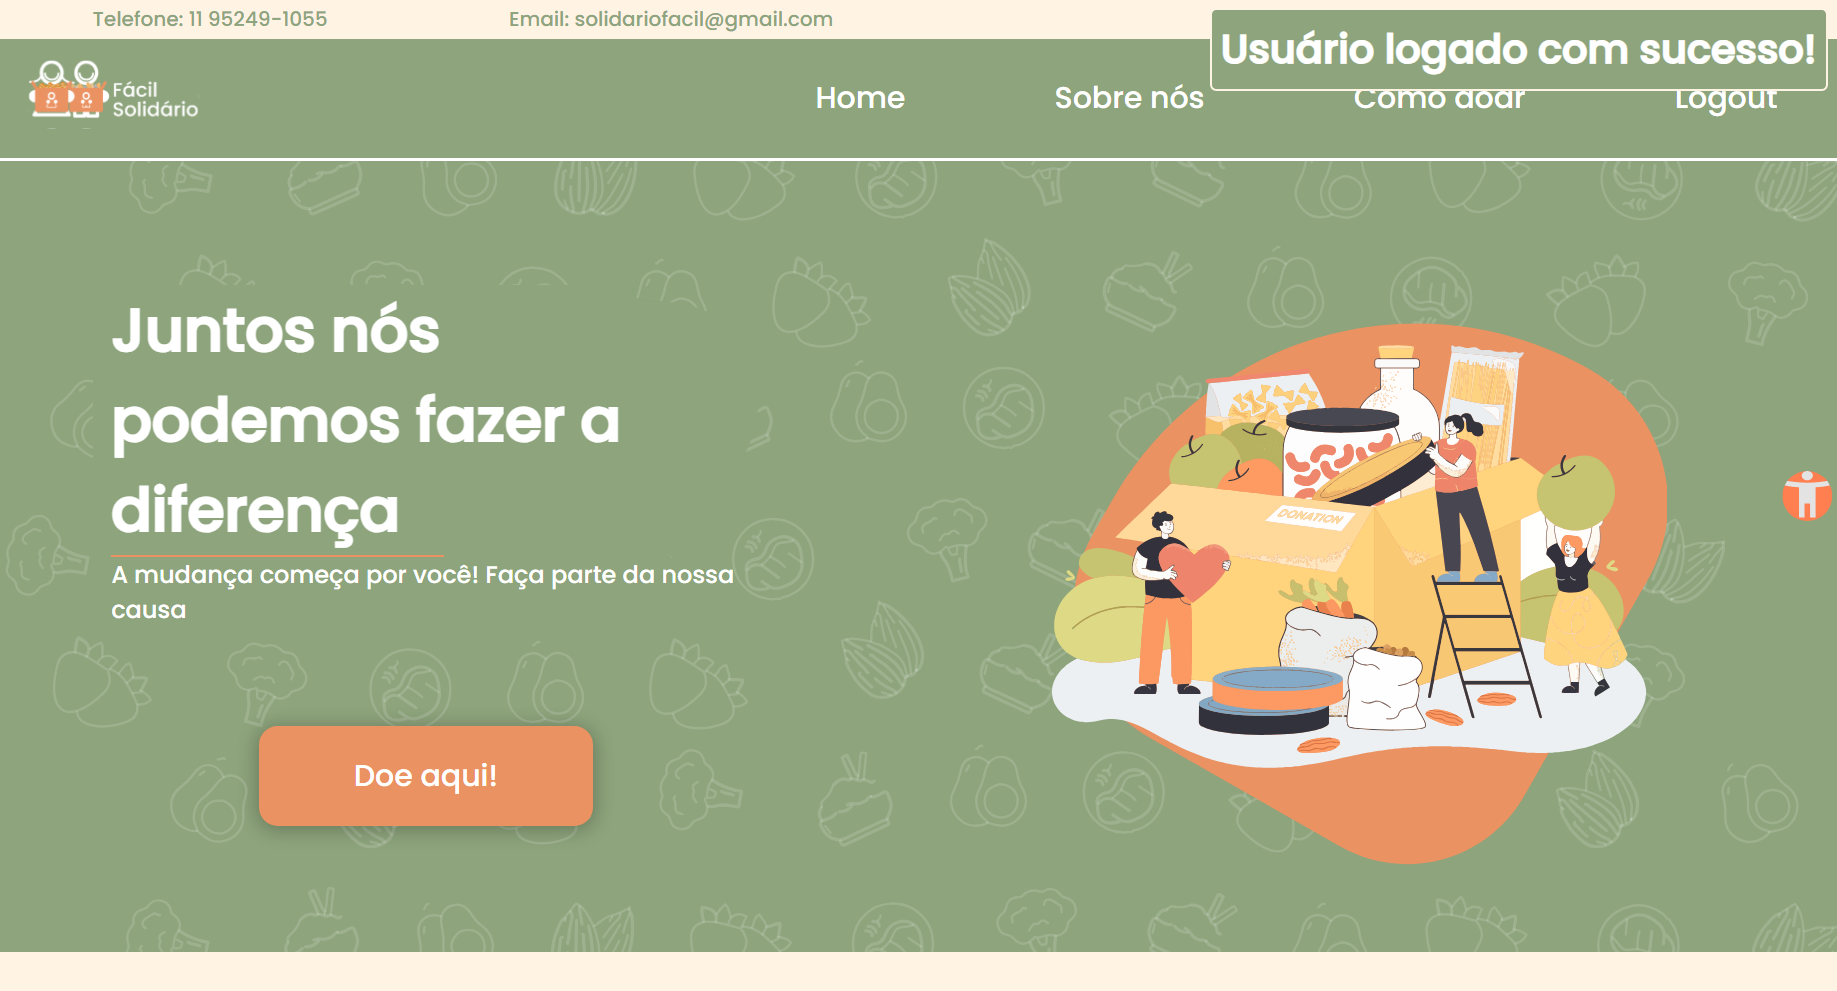 Telefone: 11 95249-1055
Email: solidariofacil@gmail.com
Usuário logado com sucesso!
Fácil
Solidário
Home
Sobre nós
Como doar
Logout
Juntos nós
podemos fazer a
diferença
A mudança começa por você! Faça parte da nossa
causa
DONATION
Doe aqui!